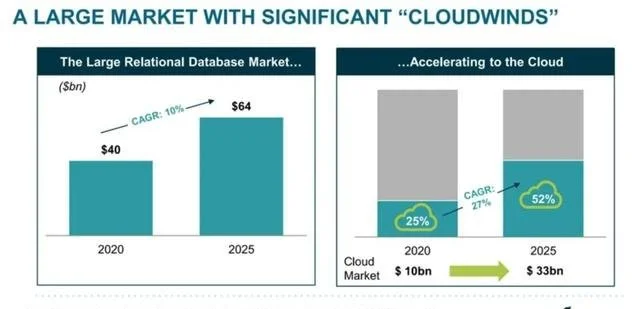 A LARGE MARKET WITH SIGNIFICANT “CLOUDWINDS”
The Large Relational Database Market…
($bn)
CAGR: 10%
$40
$64
2020
2025
…Accelerating to the Cloud
25%
CAGR:
27%
52%
2020
2025
Cloud
Market
$ 10bn
$ 33bn